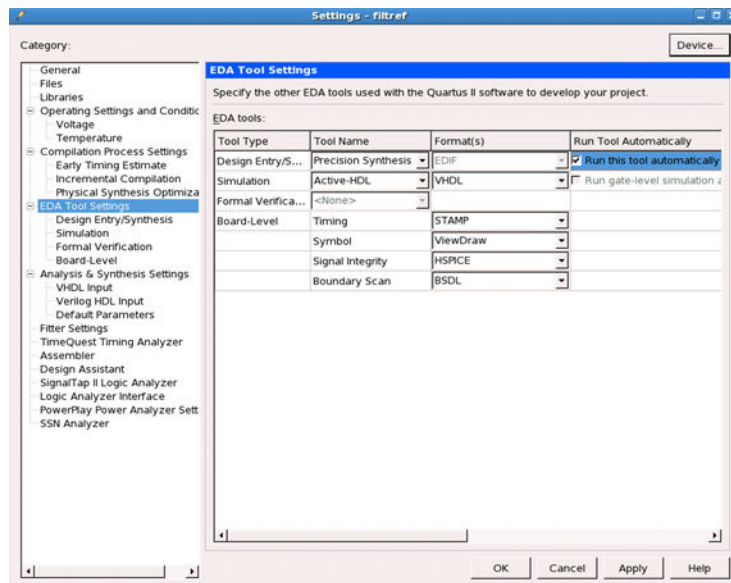 Settings - filtref
Category:
Device...
General
Files
Libraries
Operating Settings and Conditic
Voltage
Temperature
Compilation Process Settings
Early Timing Estimate
Incremental Compilation
Physical Synthesis Optimiza
EDA Tool Settings
Design Entry/Synthesis
Simulation
Formal Verification
Board-Level
Analysis & Synthesis Settings
VHDL Input
Verilog HDL Input
Default Parameters
Fitter Settings
TimeQuest Timing Analyzer
Assembler
Design Assistant
SignalTap II Logic Analyzer
Logic Analyzer Interface
PowerPlay Power Analyzer Sett
SSN Analyzer
EDA Tool Settings
Specify the other EDA tools used with the Quartus II software to develop your project.
EDA tools:
Tool Type Tool Name Format(s) Run Tool Automatically
Design Entry/S... Precision Synthesis EDIF Run this tool automatically
Simulation Active-HDL VHDL Run gate-level simulation a
Formal Verifica... <None>
Board-Level Timing STAMP
Symbol ViewDraw
Signal Integrity HSPICE
Boundary Scan BSDL
OK Cancel Apply Help